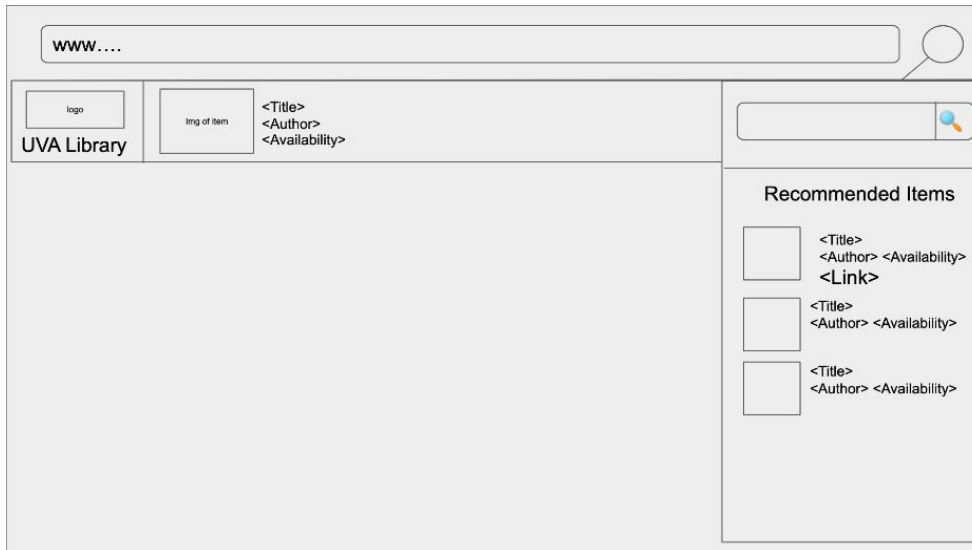 www....
logo
UVA Library
Img of Item
<Title>
<Author>
<Availability>
Recommended Items
<Title>
<Author> <Availability>
<Link>
<Title>
<Author> <Availability>
<Title>
<Author> <Availability>